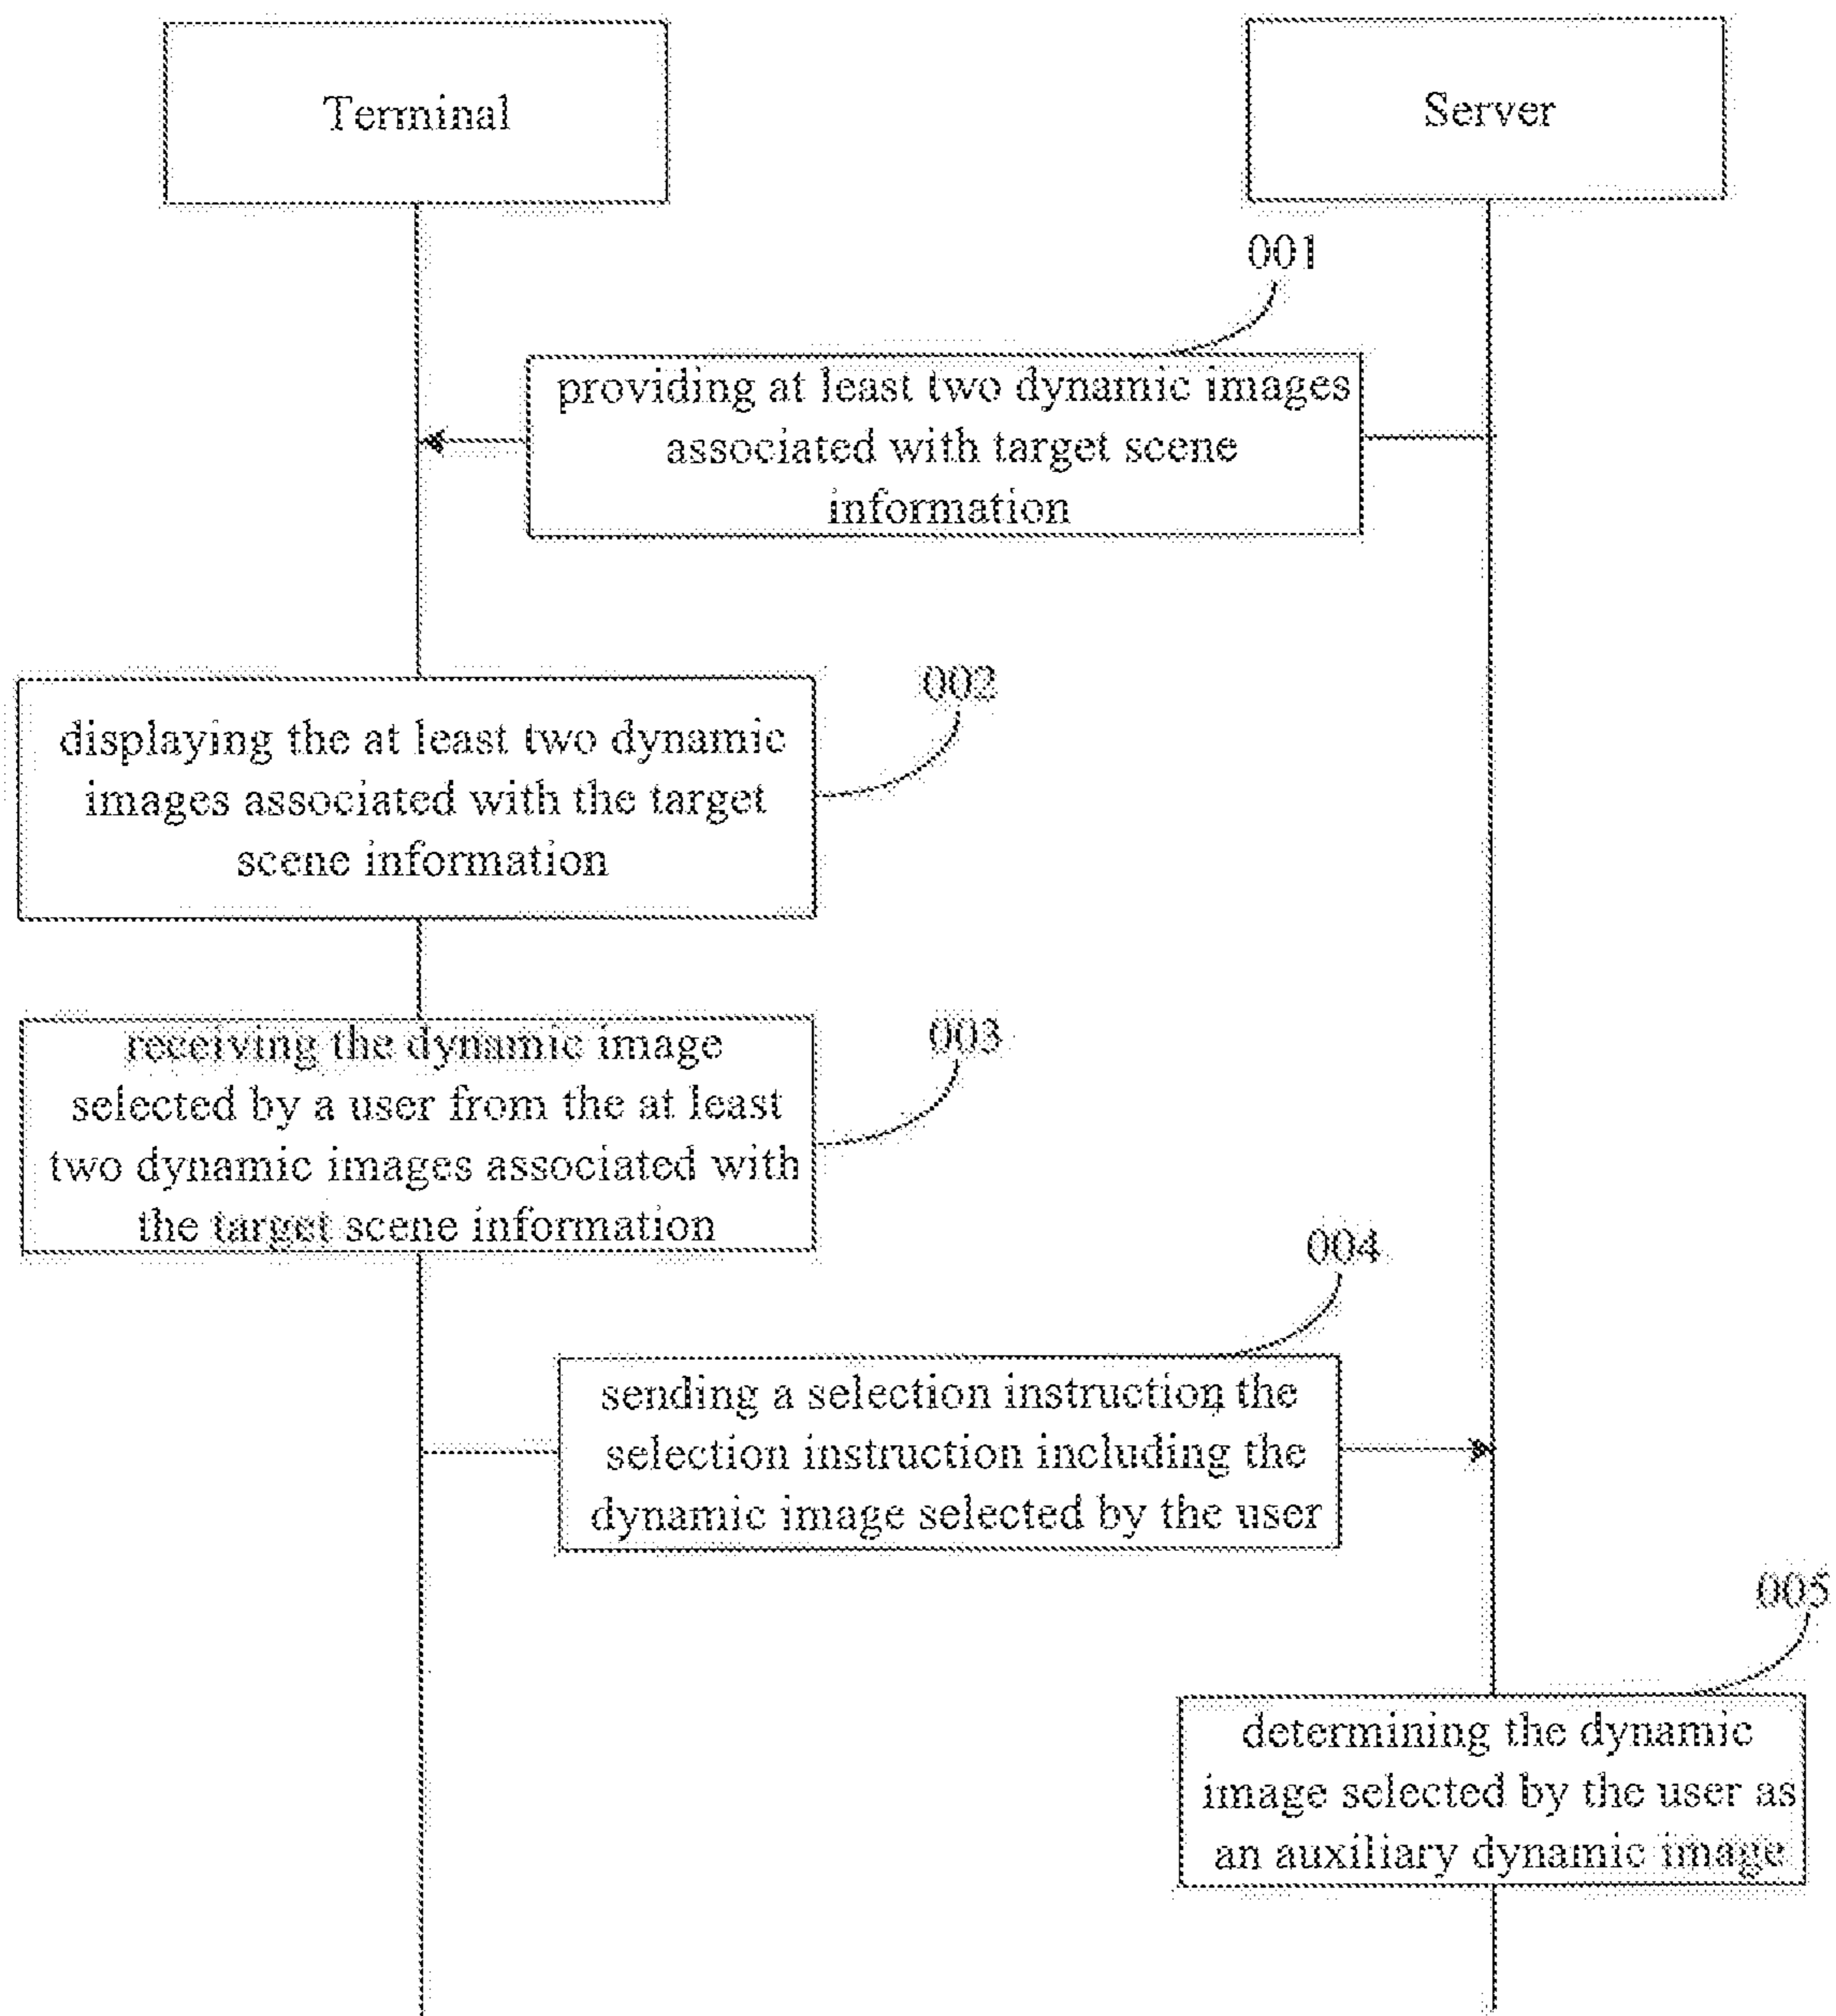 Terminal
Server
001
providing at least two dynamic images
associated with target scene
information
002
displaying the at least two dynamic
images associated with the target
scene information
003
receiving the dynamic image
selected by a user from the at least
two dynamic images associated with
the target scene information
004
sending a selection instruction, the
selection instruction including the
dynamic image selected by the user
005
determining the dynamic
image selected by the user as
an auxiliary dynamic image